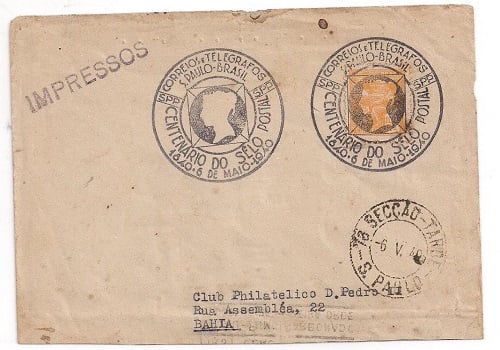 IMPRESSOS
CORREIOS E TELEGRAFOS
S. PAULO-BRASIL
CENTENARIO DO SELO POSTAL
1840 · 6 DE MAIO · 1940
CORREIOS E TELEGRAFOS
S. PAULO-BRASIL
CENTENARIO DO SELO POSTAL
1840 · 6 DE MAIO · 1940
SECCÃO-TARDE
-6 V. 40
S. PAULO
Club Philatelico D.Pedro II
Rua Assembléa, 22
BAHIA